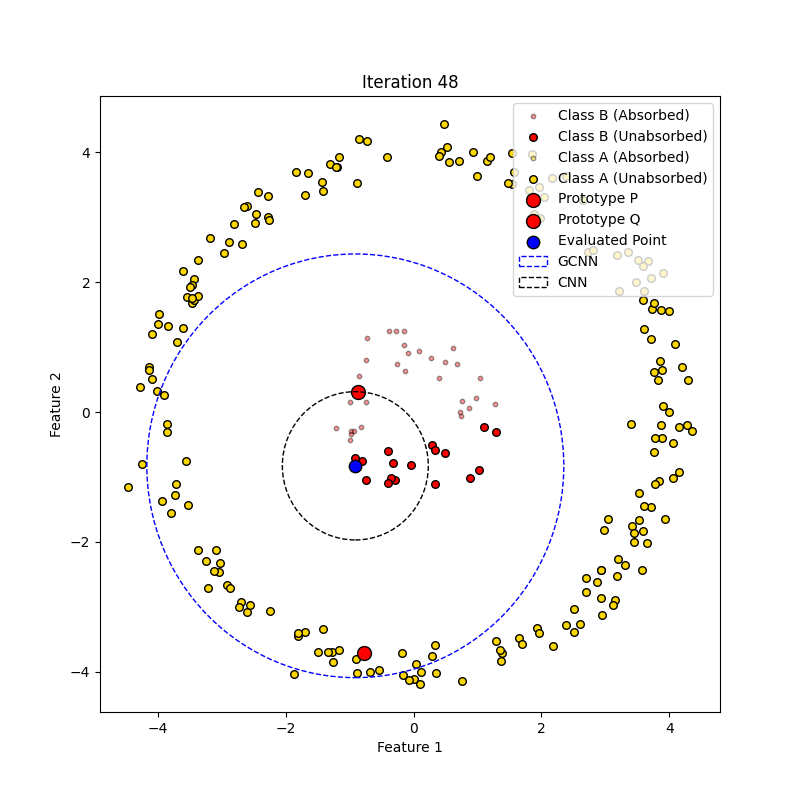 Iteration 48
Class B (Absorbed)
Class B (Unabsorbed)
Class A (Absorbed)
Class A (Unabsorbed)
Prototype P
Prototype Q
Evaluated Point
GCNN
CNN
4
2
0
−2
−4
Feature 2
−4 −2 0 2 4
Feature 1